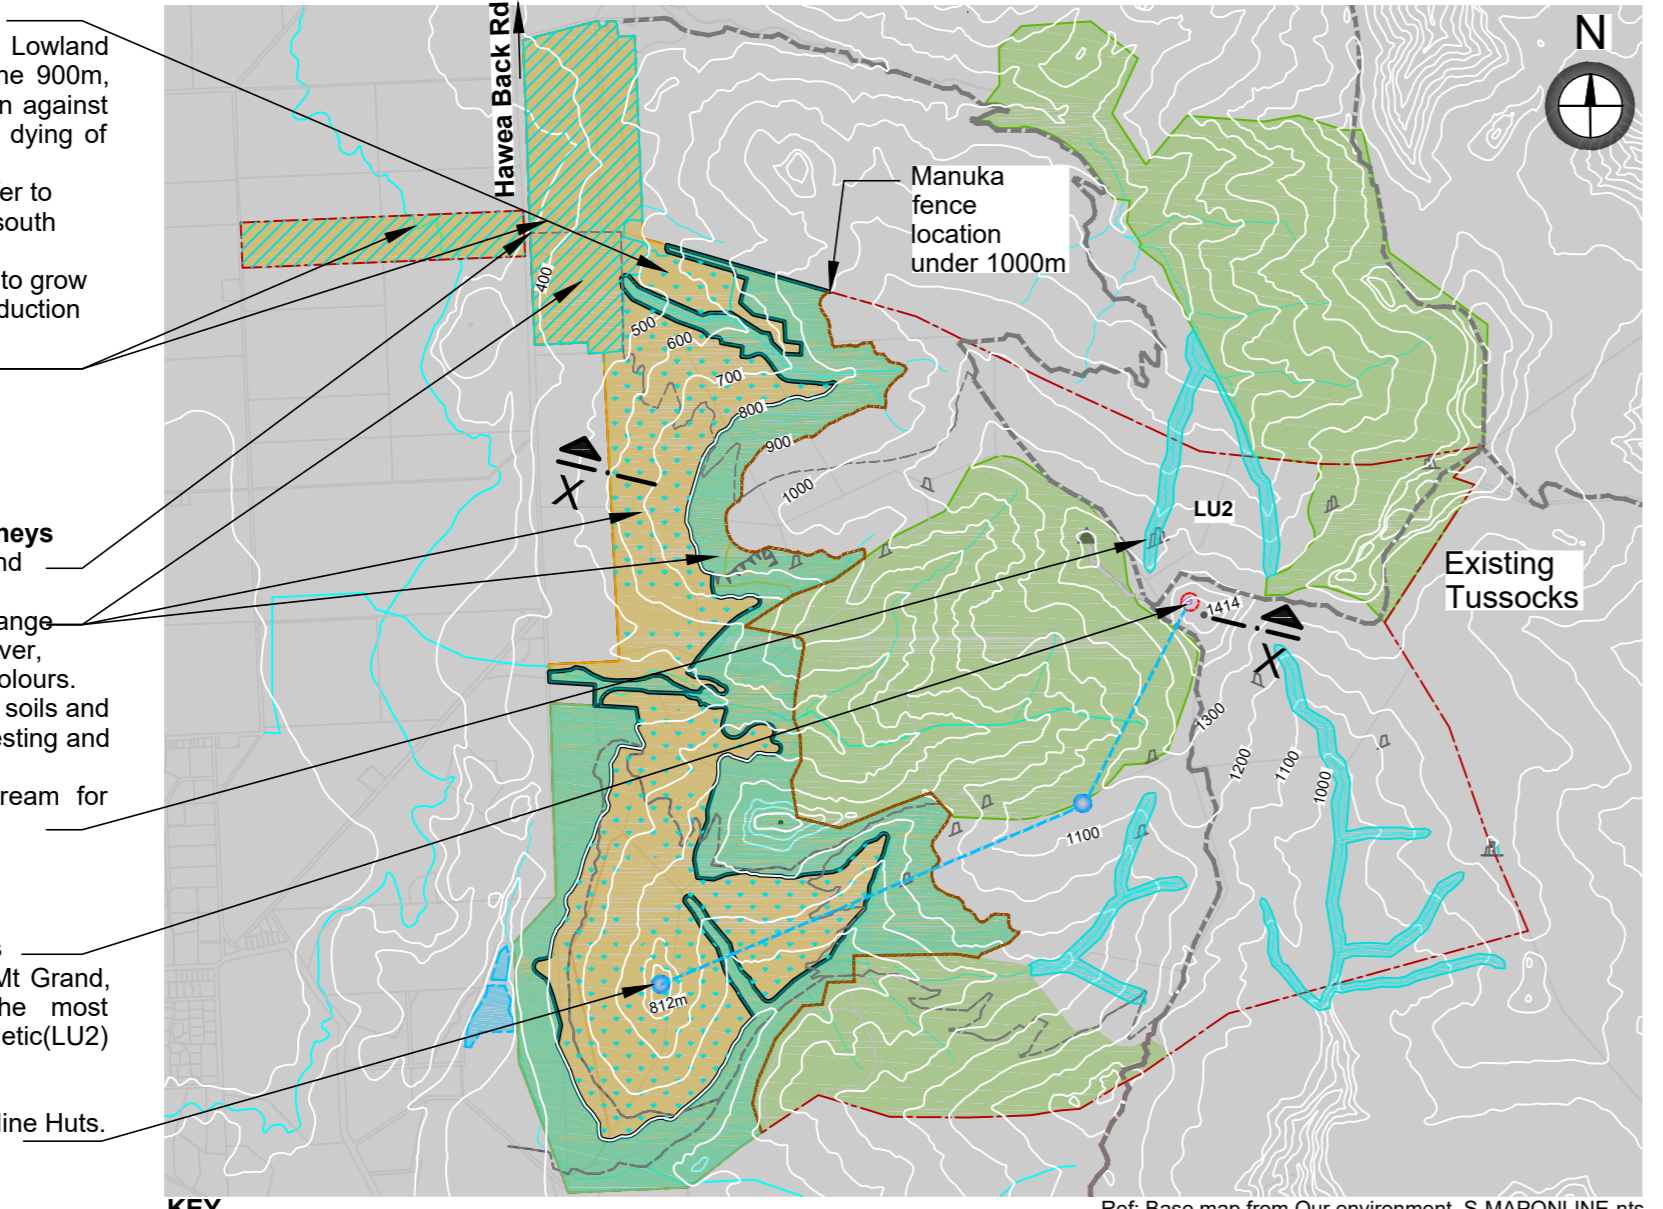 Lowland
ne 900m,
n against
dying of
fer to
south
to grow
duction
neys
nd
ange
ver,
olours.
soils and
esting and
ream for
s
Mt Grand,
he most
netic(LU2)
line Huts.
Hawea Back Rd
N
Manuka
fence
location
under 1000m
400
500
600
700
800
900
1000
X
LU2
Existing
Tussocks
1414
X
1300
1200
1100
1000
1100
812m
KEY
Ref: Base map from Our environment, S-MAPONLINE nts